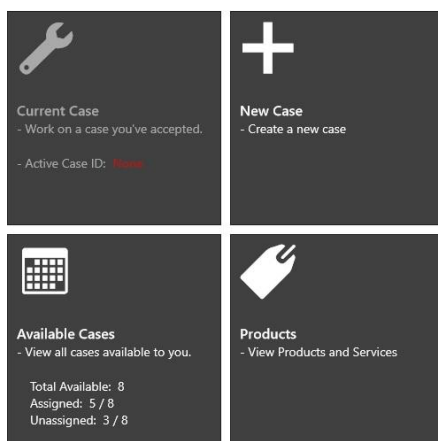 Current Case
- Work on a case you've accepted.
- Active Case ID: None
New Case
- Create a new case
Available Cases
- View all cases available to you.
Total Available: 8
Assigned: 5 / 8
Unassigned: 3 / 8
Products
- View Products and Services